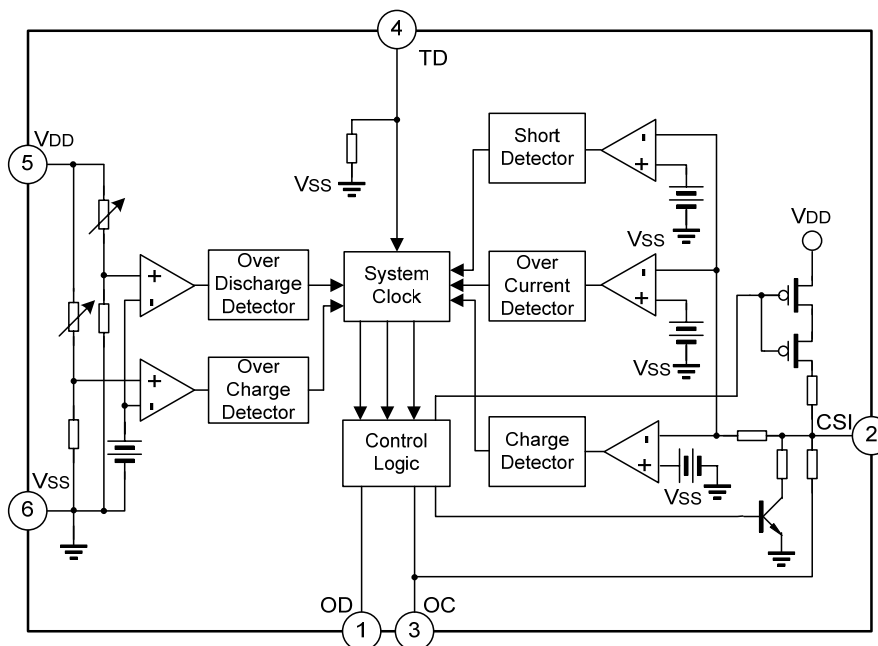 4
TD
VDD
5
VSS
Short
Detector
-
+
VSS
VDD
+
-
Over
Discharge
Detector
System
Clock
Over
Current
Detector
-
+
VSS
+
-
Over
Charge
Detector
Control
Logic
Charge
Detector
-
+
VSS
CSI
2
VSS
6
OD
OC
1
3